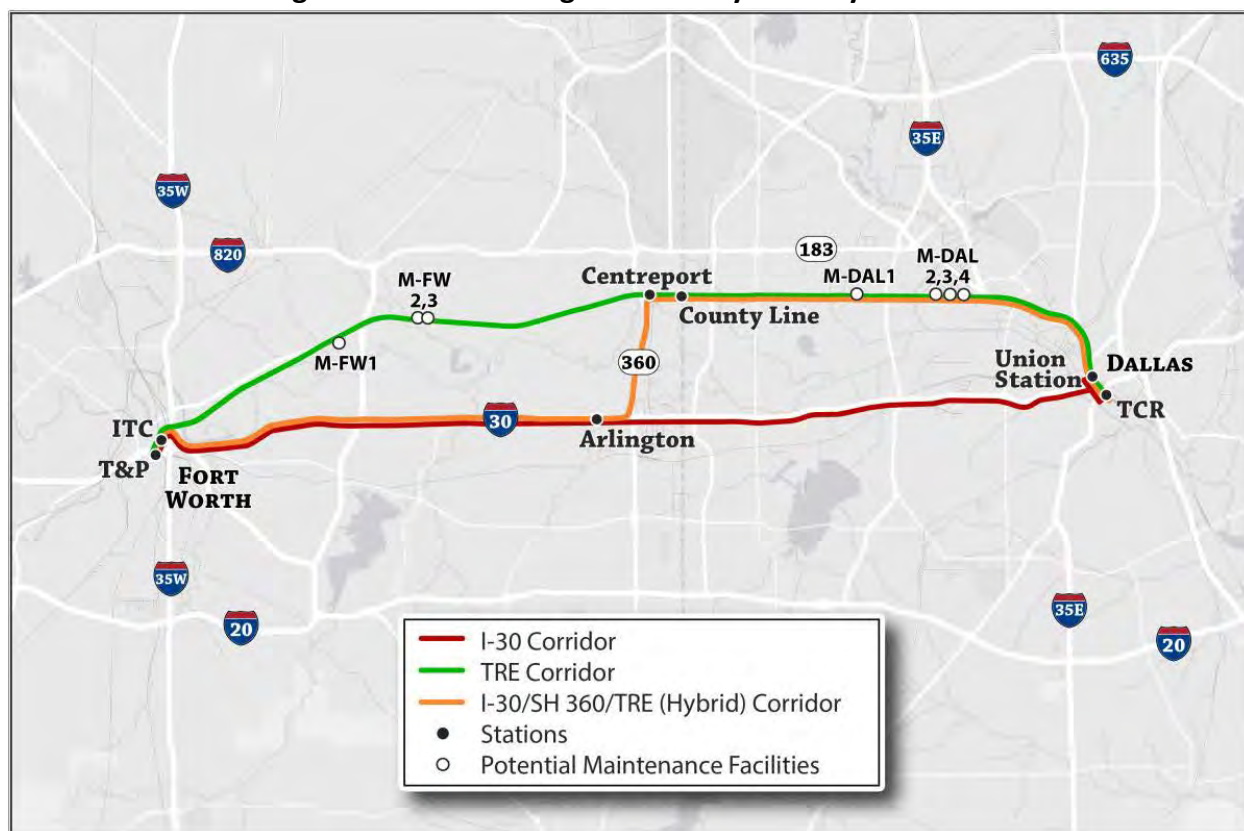 635
35E
35W
820
183
M-FW
2,3
Centreport
M-DAL1
M-DAL
2,3,4
County Line
M-FW1
360
Union
Station
DALLAS
TCR
ITC
30
Arlington
T&P
FORT
WORTH
35W
20
35E
20
I-30 Corridor
TRE Corridor
I-30/SH 360/TRE (Hybrid) Corridor
Stations
Potential Maintenance Facilities